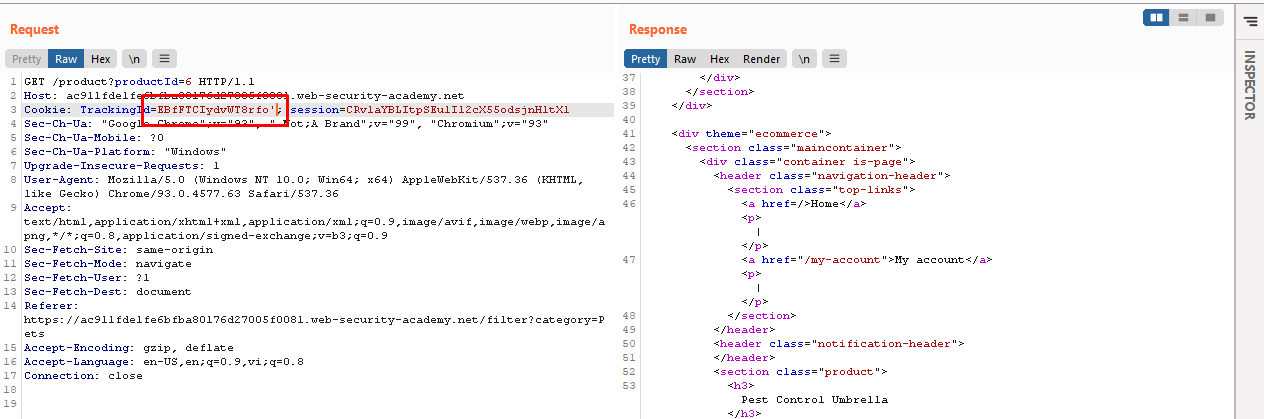 Request
Pretty Raw Hex \n
1 GET /product?productId=6 HTTP/1.1
2 Host: ac911fde1fe6bfba80176d27005f0081.web-security-academy.net
3 Cookie: TrackingId=EBfFTCIydvWT8rfo'; session=CRvlaYBLItpSEulIl2cX55odsjnHltXl
4 Sec-Ch-Ua: "Google Chrome";v="93", " Not;A Brand";v="99", "Chromium";v="93"
5 Sec-Ch-Ua-Mobile: ?0
6 Sec-Ch-Ua-Platform: "Windows"
7 Upgrade-Insecure-Requests: 1
8 User-Agent: Mozilla/5.0 (Windows NT 10.0; Win64; x64) AppleWebKit/537.36 (KHTML,
like Gecko) Chrome/93.0.4577.63 Safari/537.36
9 Accept:
text/html,application/xhtml+xml,application/xml;q=0.9,image/avif,image/webp,image/a
png,*/*;q=0.8,application/signed-exchange;v=b3;q=0.9
10 Sec-Fetch-Site: same-origin
11 Sec-Fetch-Mode: navigate
12 Sec-Fetch-User: ?1
13 Sec-Fetch-Dest: document
14 Referer:
https://ac911fde1fe6bfba80176d27005f0081.web-security-academy.net/filter?category=P
ets
15 Accept-Encoding: gzip, deflate
16 Accept-Language: en-US,en;q=0.9,vi;q=0.8
17 Connection: close
18
19
Response
Pretty Raw Hex Render \n
37 </div>
38 </section>
39 </div>
40
41 <div theme="ecommerce">
42 <section class="maincontainer">
43 <div class="container is-page">
44 <header class="navigation-header">
45 <section class="top-links">
46 <a href=/>Home</a>
<p>
|
</p>
47 <a href="/my-account">My account</a>
<p>
|
</p>
48 </section>
49 </header>
50 <header class="notification-header">
51 </header>
52 <section class="product">
53 <h3>
Pest Control Umbrella
</h3>
INSPECTOR